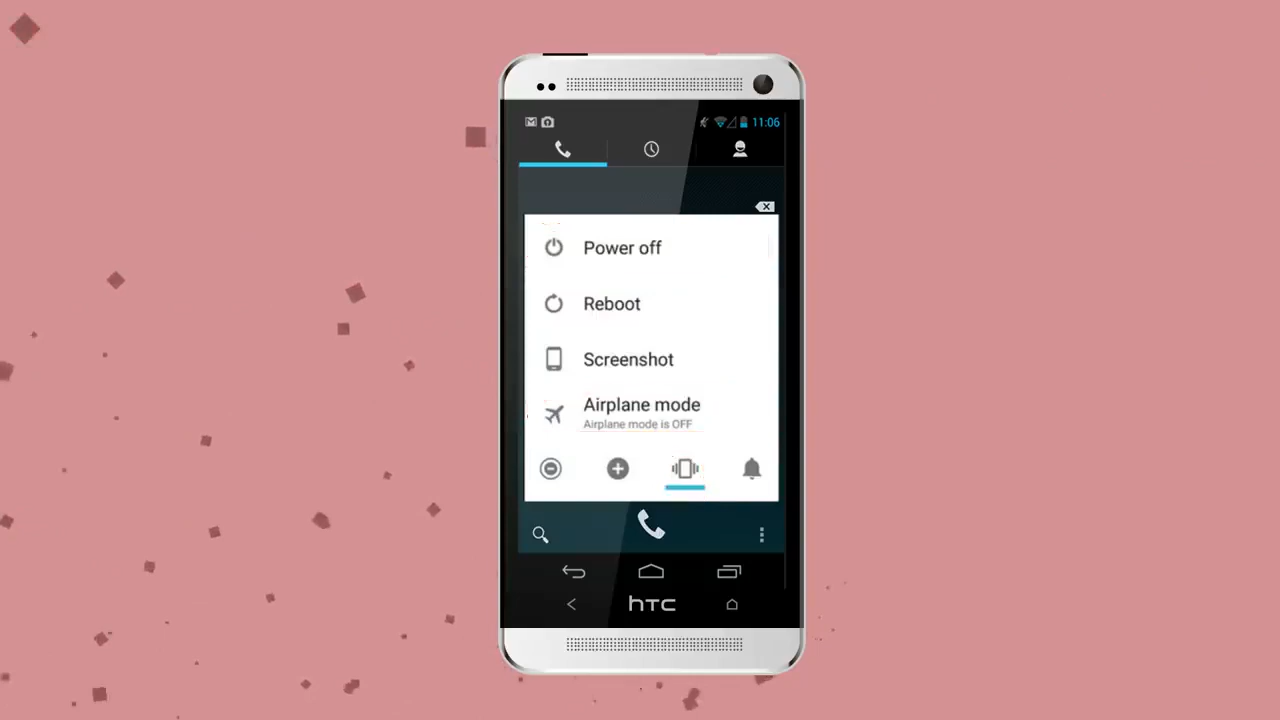 11:06
Power off
Reboot
Screenshot
Airplane mode
Airplane mode is OFF
hTC